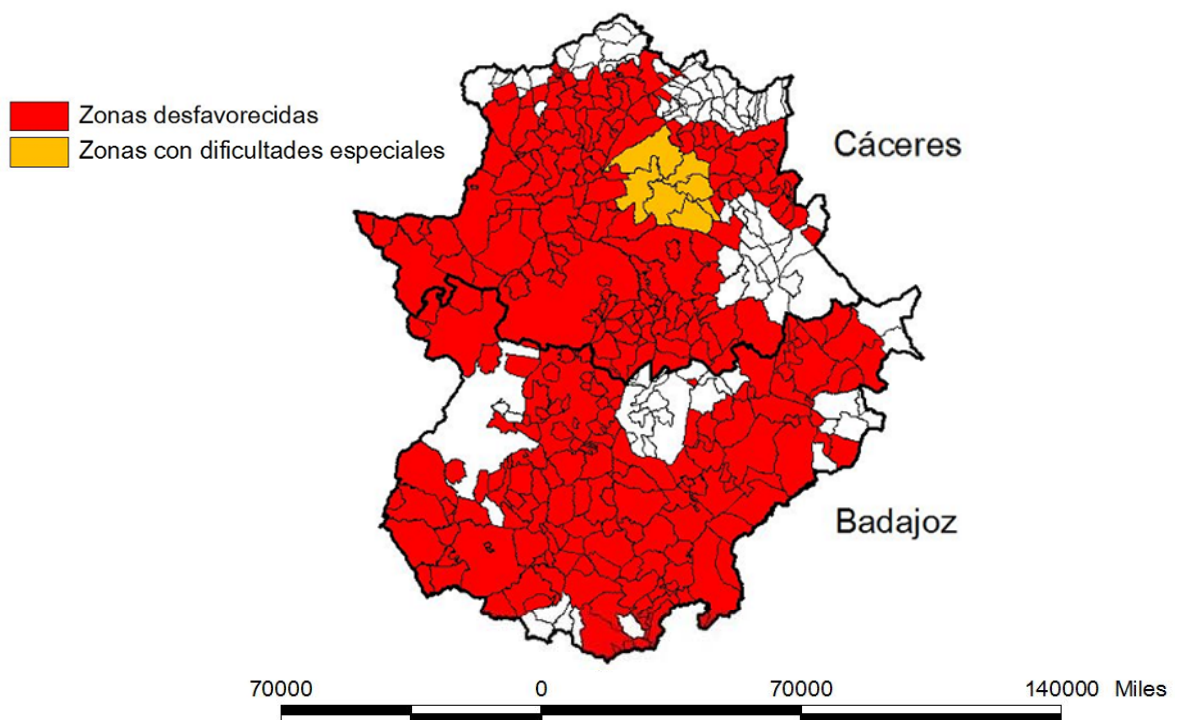 Zonas desfavorecidas
Zonas con dificultades especiales
Cáceres
Badajoz
70000 0 70000 140000 Miles